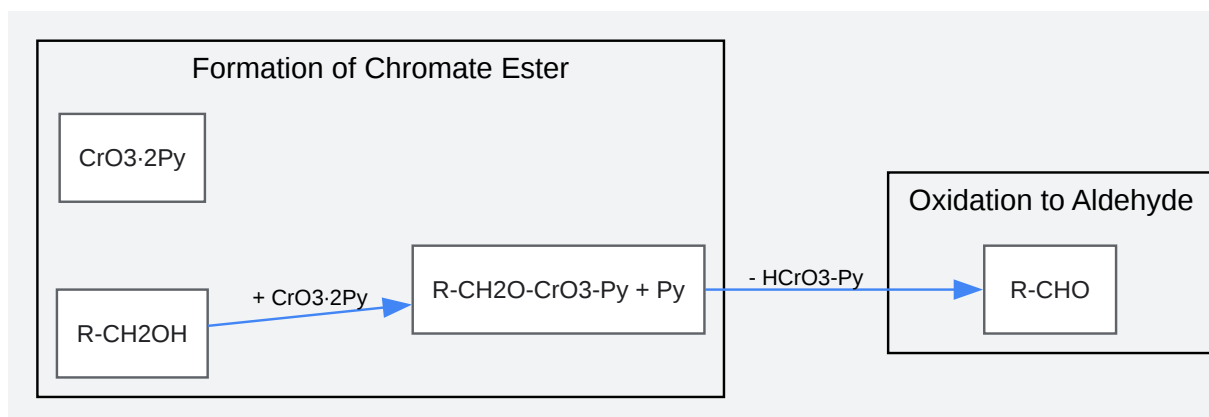 Formation of Chromate Ester
CrO3·2Py
R-CH2OH
+ CrO3·2Py
R-CH2O-CrO3-Py + Py
- HCrO3-Py
Oxidation to Aldehyde
R-CHO